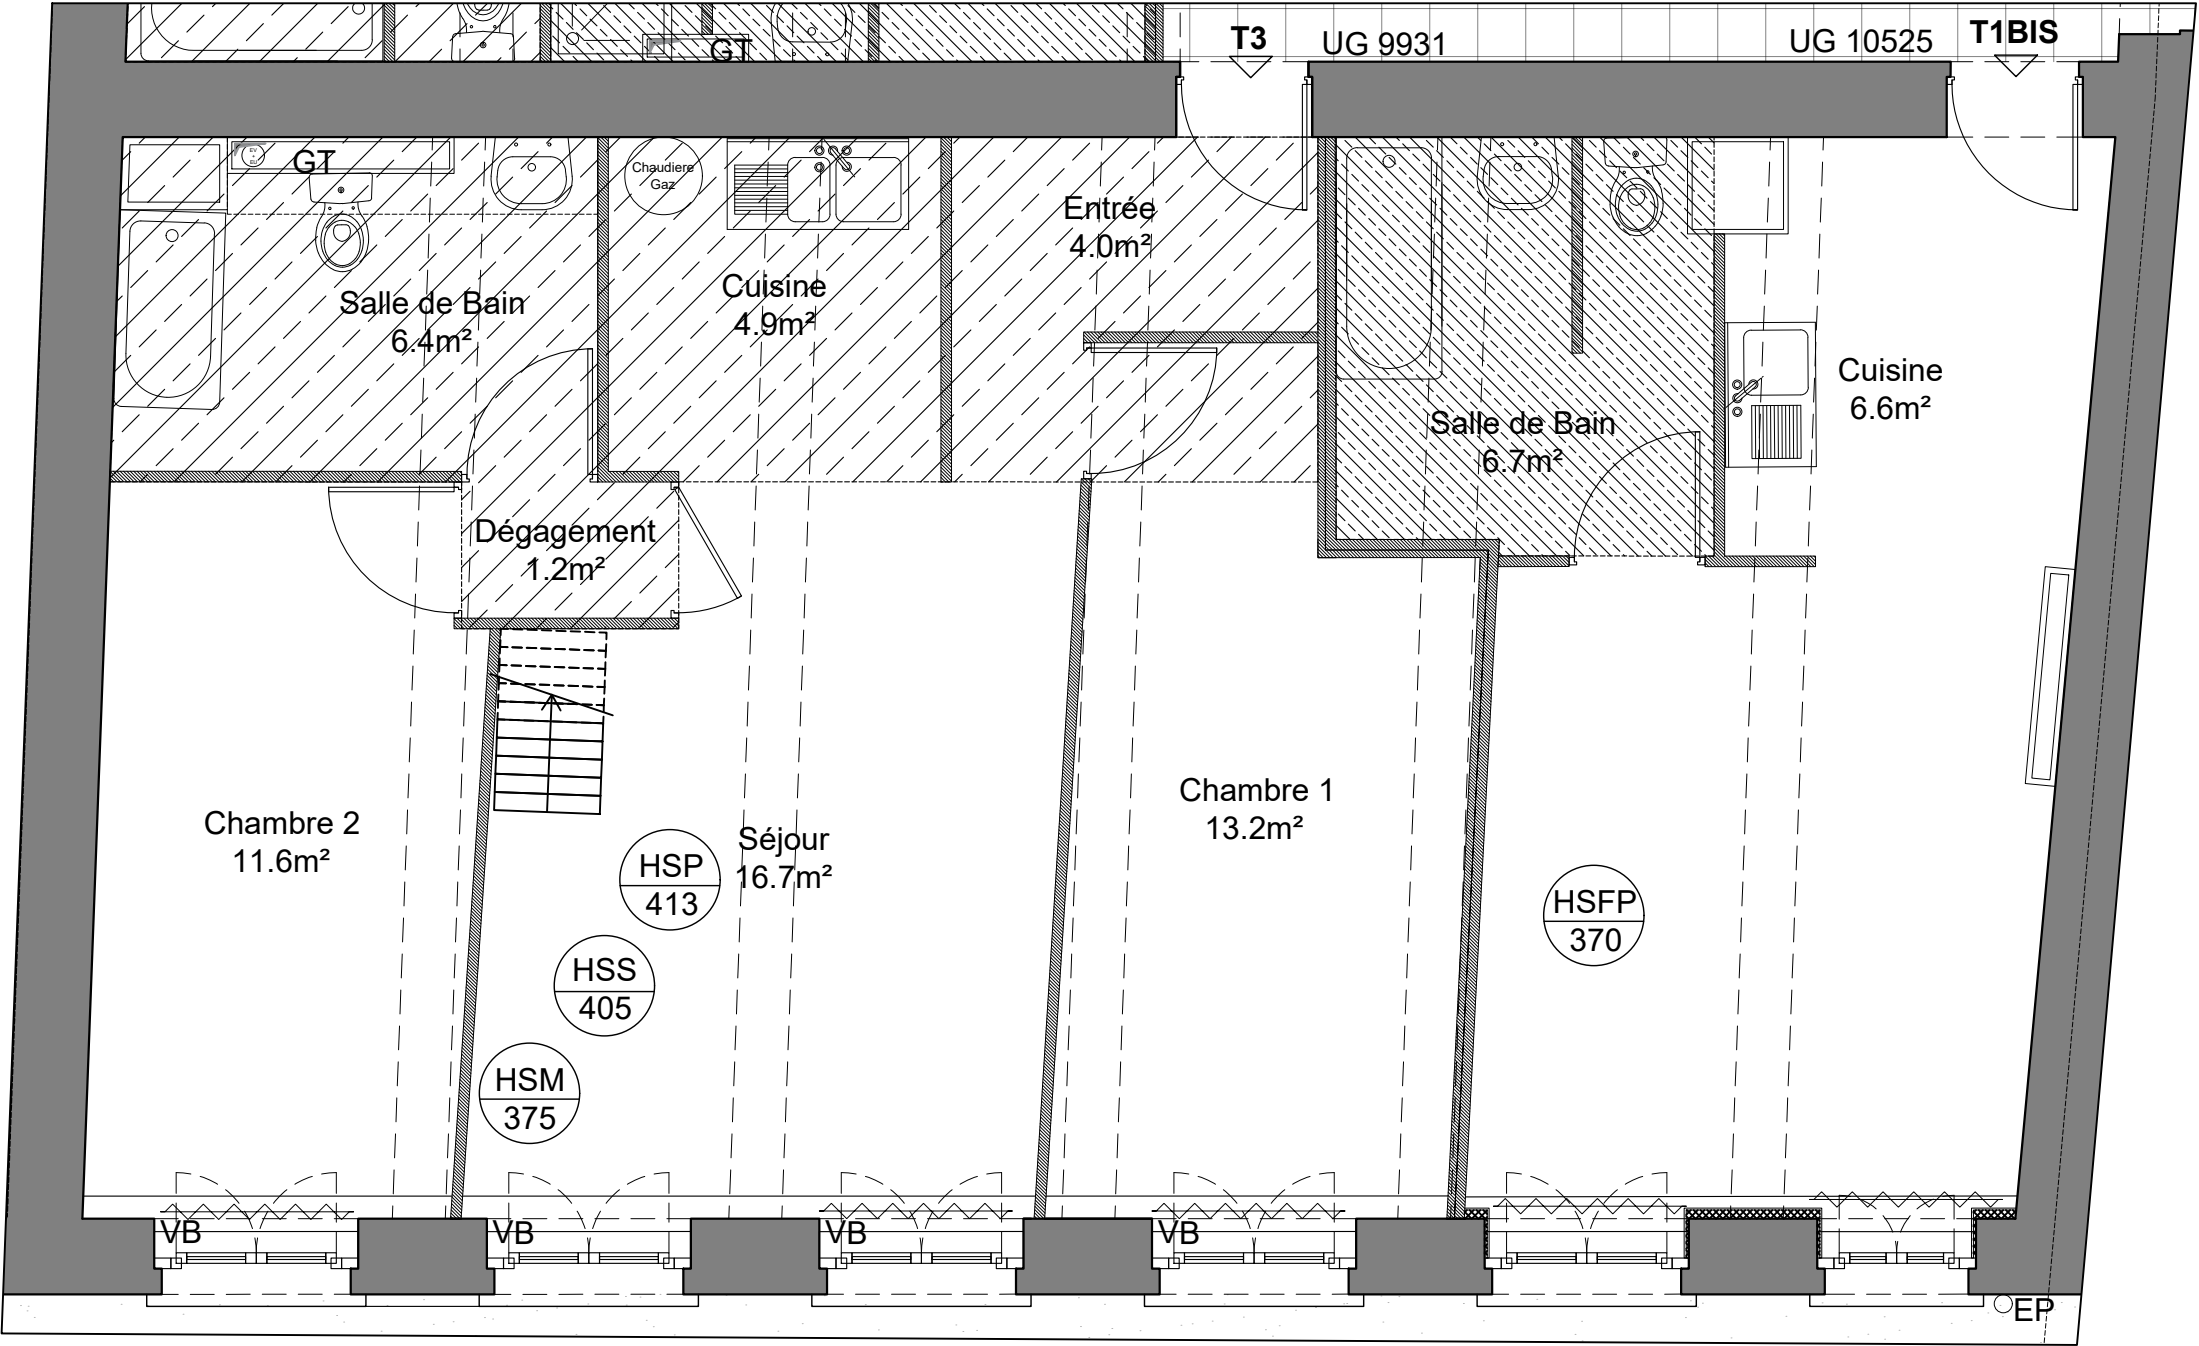 GT
T3
UG 9931
UG 10525
T1BIS
GT
EV
+
EU
Chaudiere
Gaz
Entrée
4.0m²
Cuisine
4.9m²
Salle de Bain
6.4m²
Cuisine
6.6m²
Salle de Bain
6.7m²
Dégagement
1.2m²
Chambre 1
13.2m²
Chambre 2
11.6m²
Séjour
16.7m²
HSP
413
HSFP
370
HSS
405
HSM
375
VB
VB
VB
VB
EP